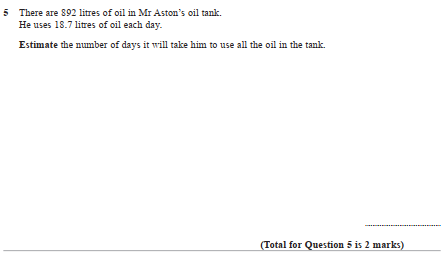 5 There are 892 litres of oil in Mr Aston's oil tank.
He uses 18.7 litres of oil each day.
Estimate the number of days it will take him to use all the oil in the tank.
(Total for Question 5 is 2 marks)